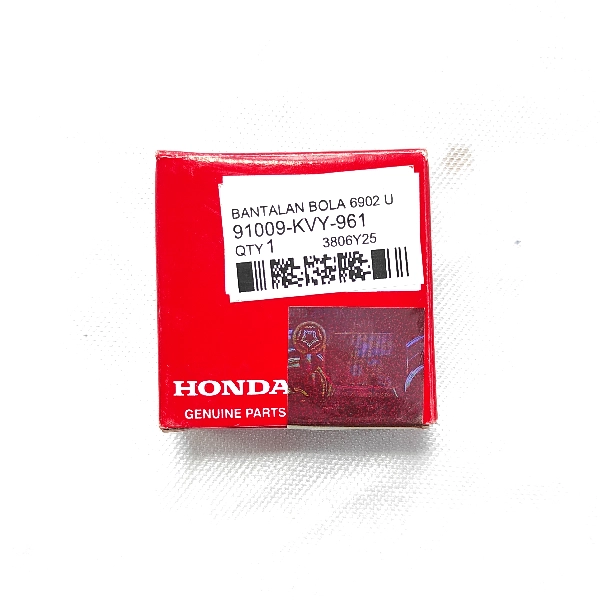 BANTALAN BOLA 6902 U
91009-KVY-961
QTY 1 3806Y25
HONDA
GENUINE PARTS